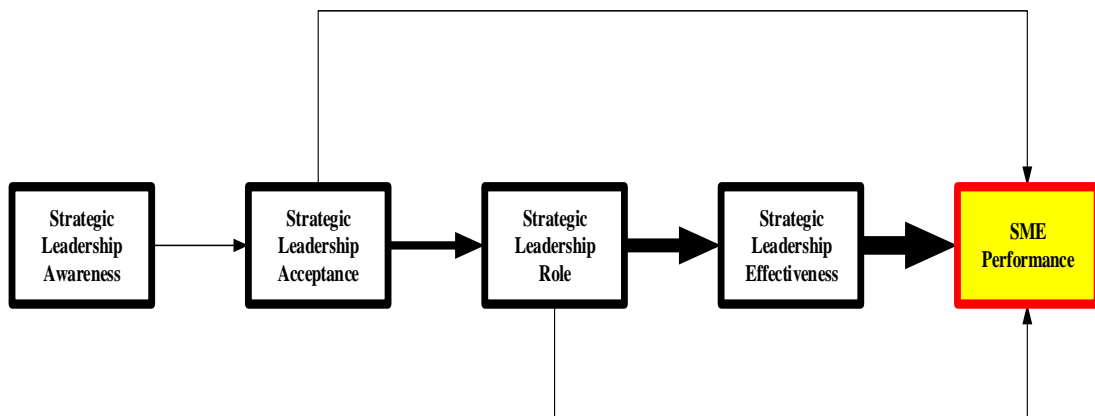 Strategic
Leadership
Awareness
Strategic
Leadership
Acceptance
Strategic
Leadership
Role
Strategic
Leadership
Effectiveness
SME
Performance